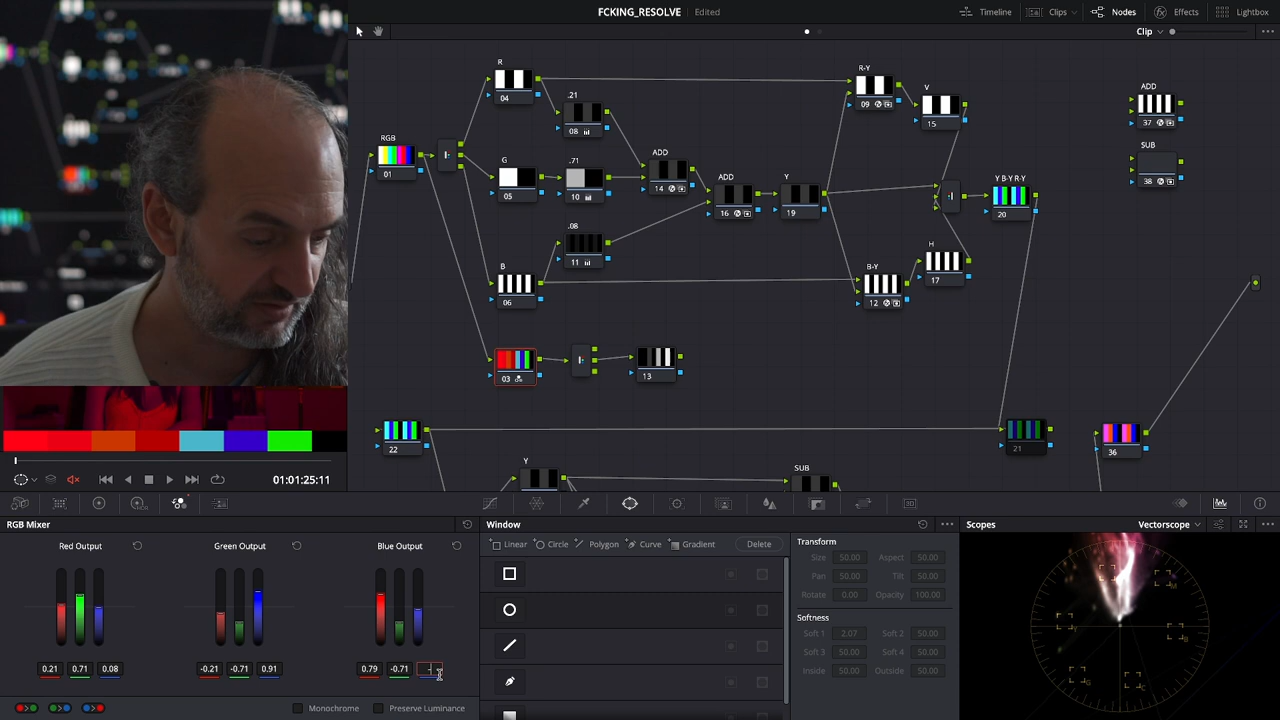 FCKING_RESOLVE Edited
Timeline Clips Nodes Effects Lightbox
Clip
R
04
.21
08
R-Y
09
V
15
ADD
37
SUB
38
RGB
01
G
05
.71
10
ADD
14
ADD
16
Y
19
Y B-Y R-Y
20
.08
11
B
06
B-Y
12
H
17
03
13
22
21
36
Y
SUB
01:01:25:11
RGB Mixer
Red Output Green Output Blue Output
0.21 0.71 0.08 -0.21 -0.71 0.91 0.79 -0.71 -
Monochrome Preserve Luminance
Window
Linear Circle Polygon Curve Gradient Delete
Transform
Size 50.00 Aspect 50.00
Pan 50.00 Tilt 50.00
Rotate 0.00 Opacity 100.00
Softness
Soft 1 2.07 Soft 2 50.00
Soft 3 50.00 Soft 4 50.00
Inside 50.00 Outside 50.00
Scopes Vectorscope